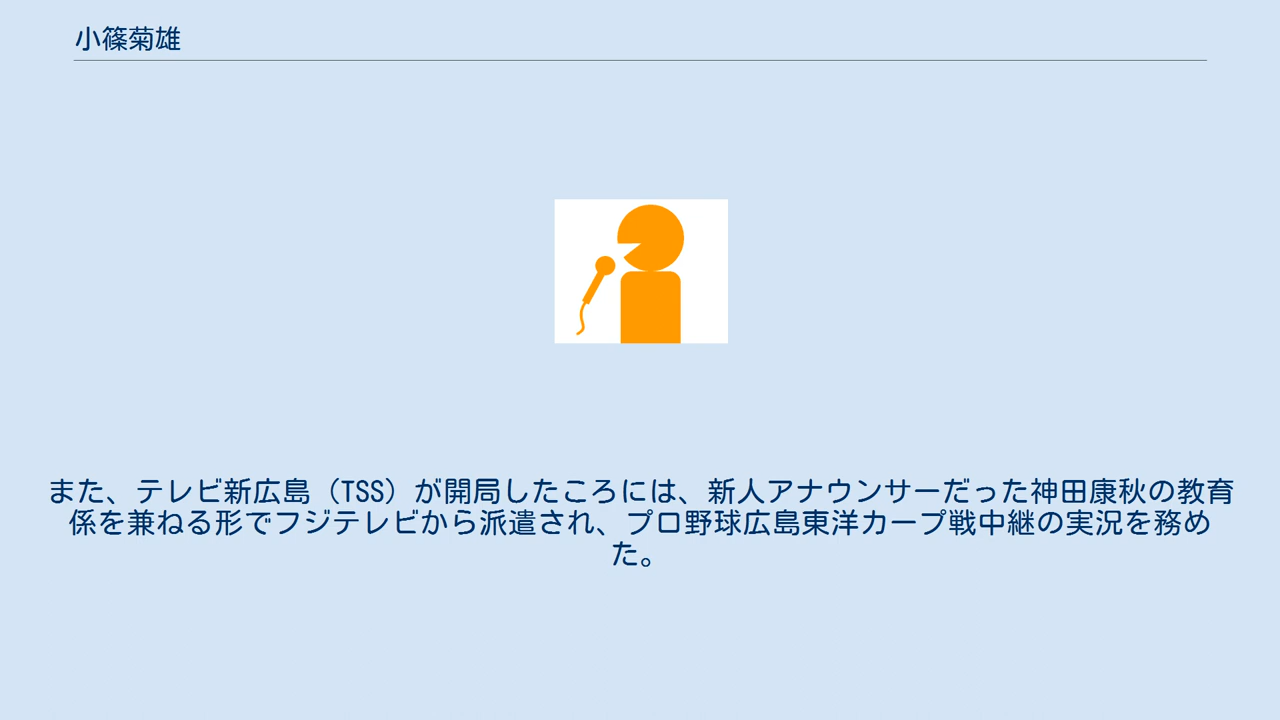 小篠菊雄
また、テレビ新広島（TSS）が開局したころには、新人アナウンサーだった神田康秋の教育
係を兼ねる形でフジテレビから派遣され、プロ野球広島東洋カープ戦中継の実況を務め
た。